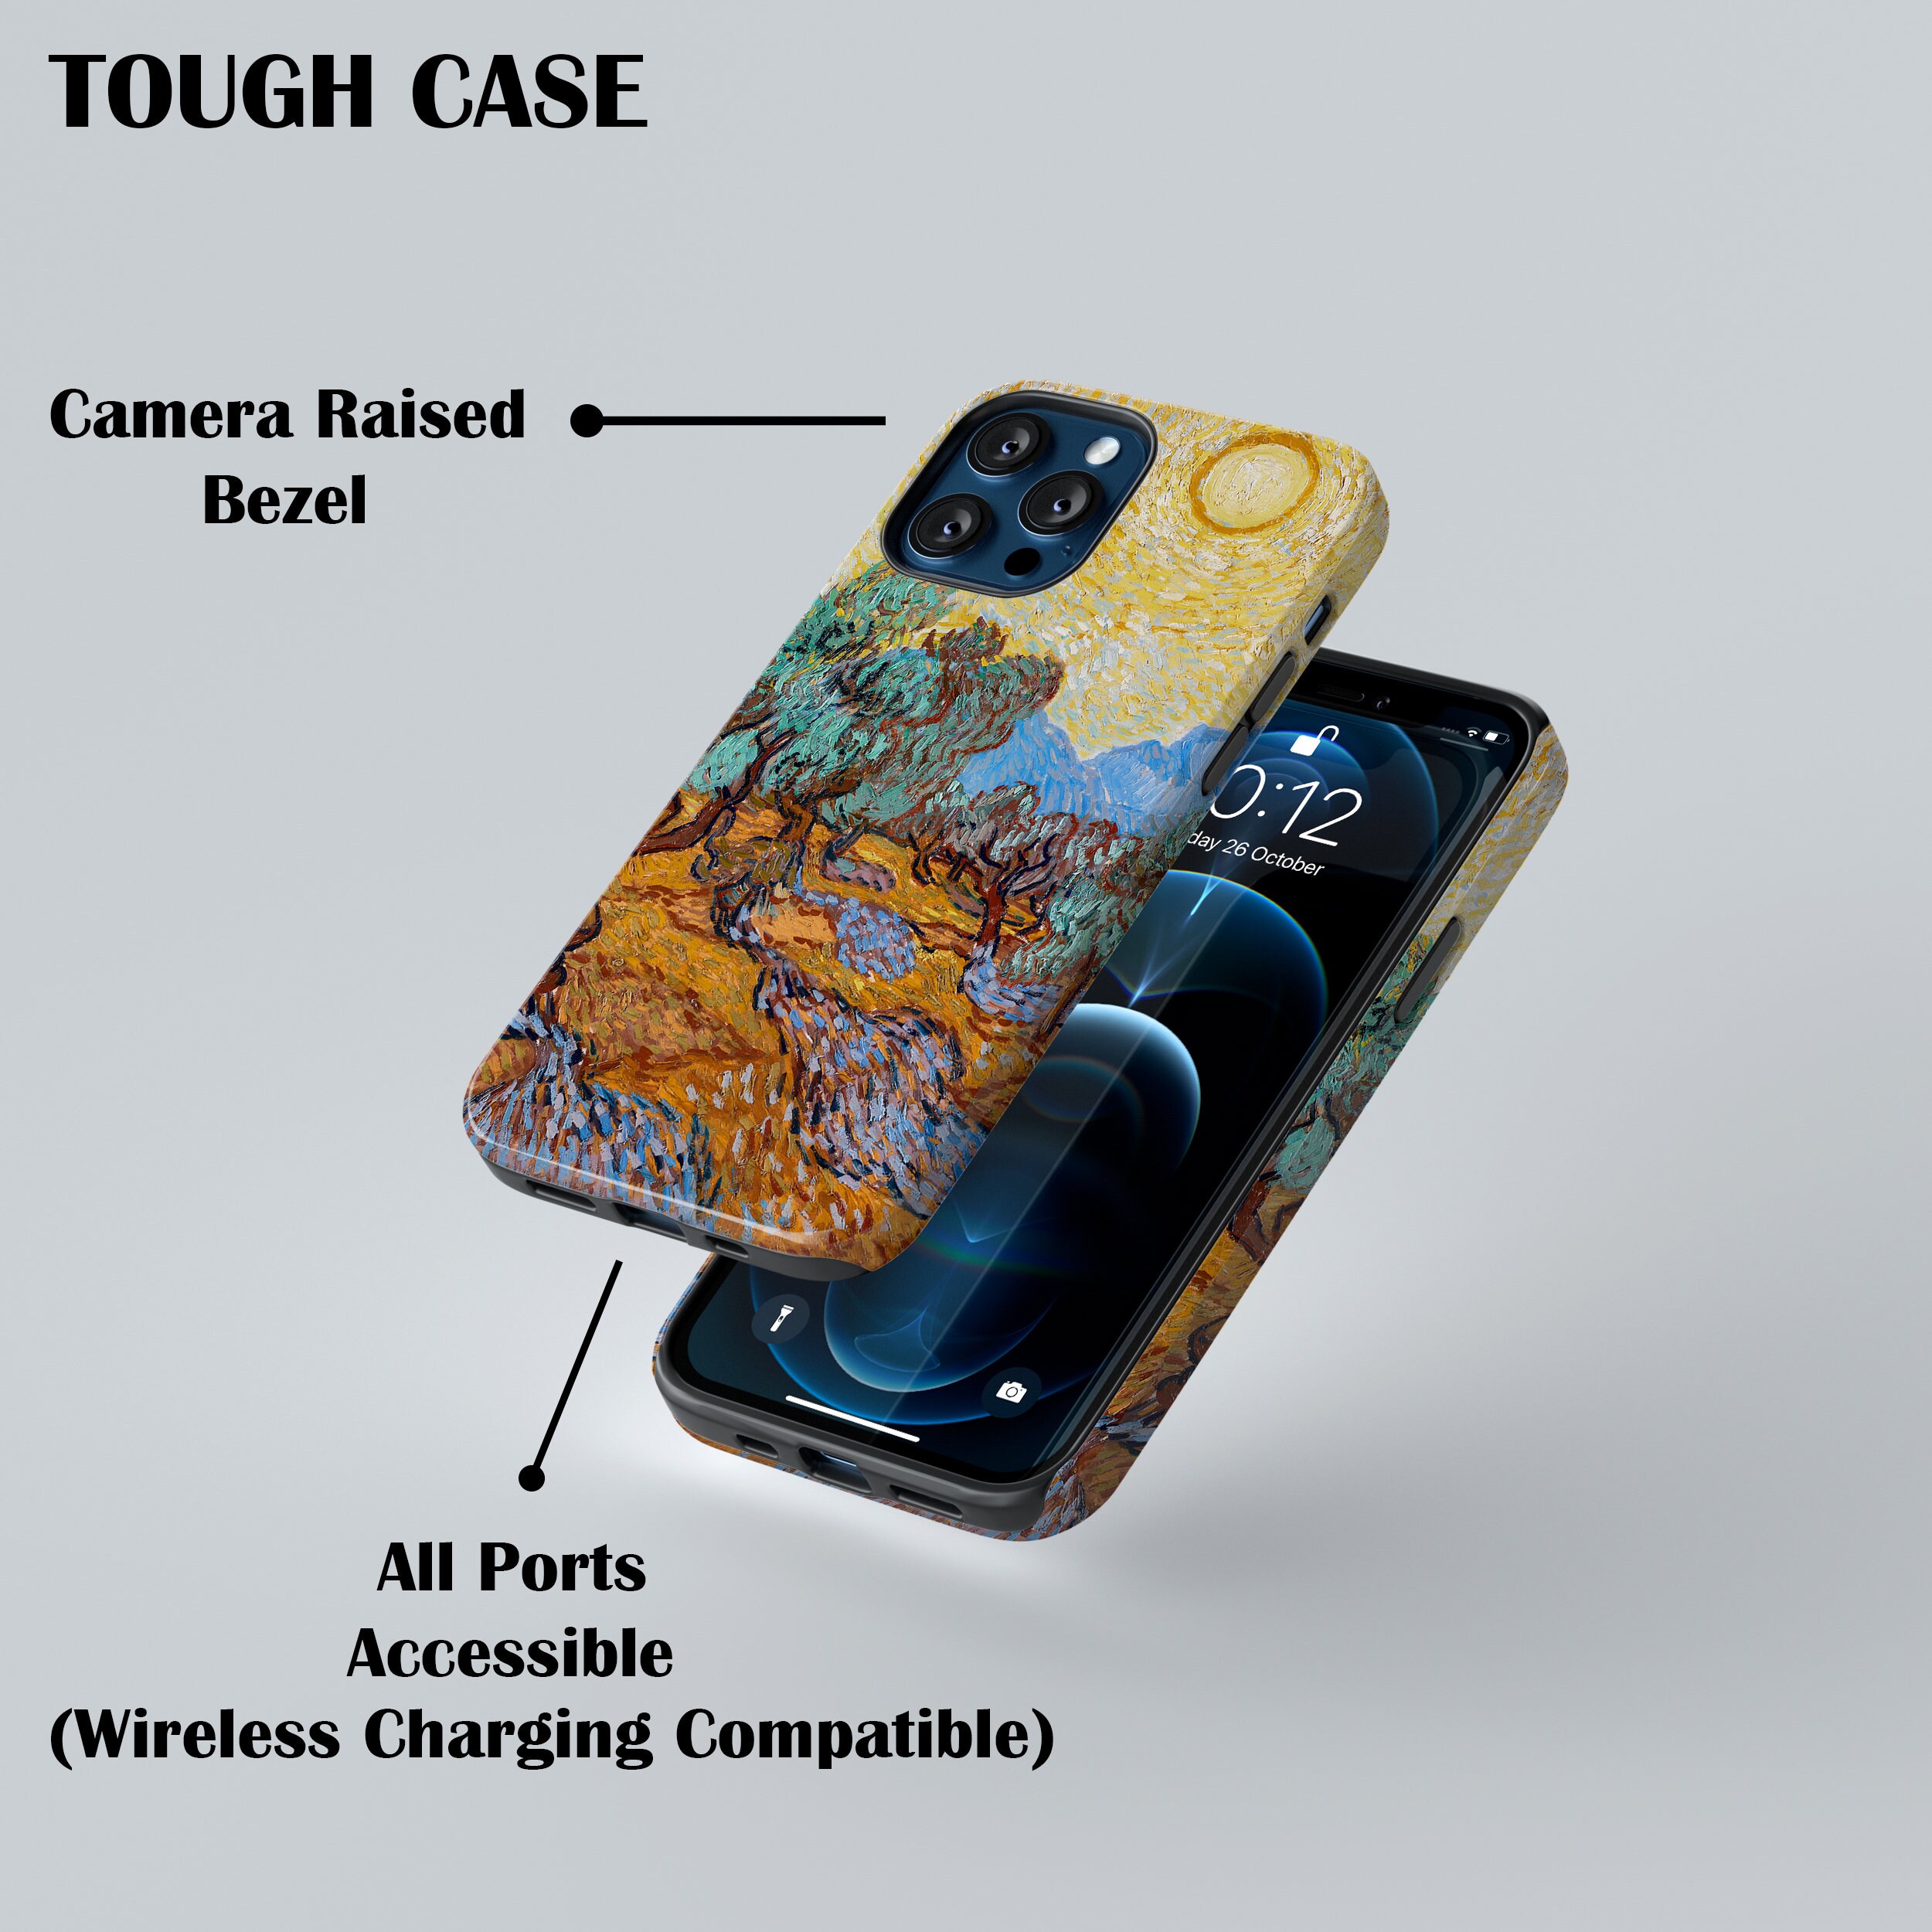 TOUGH CASE
Camera Raised
Bezel
0:12
day 26 October
All Ports
Accessible
(Wireless Charging Compatible)